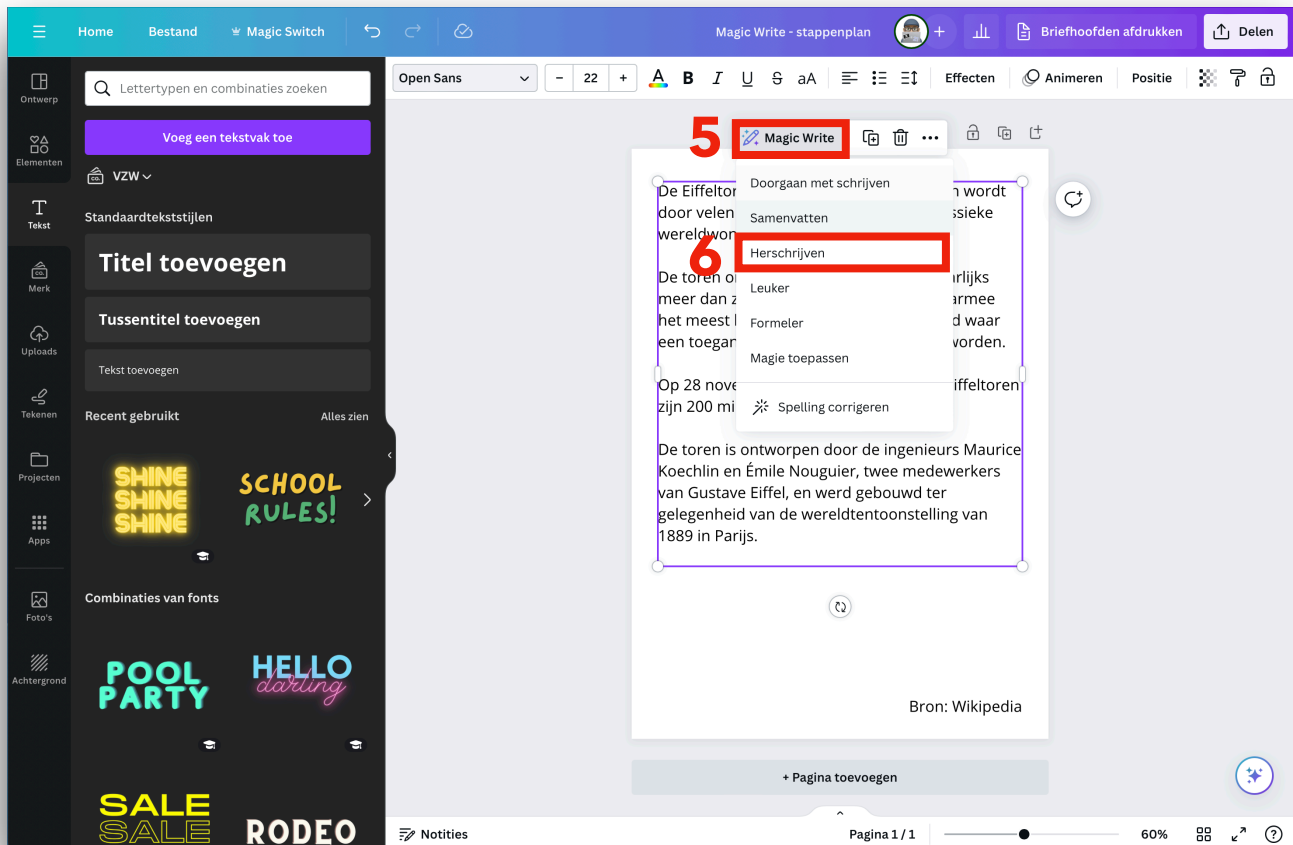 Home Bestand Magic Switch Magic Write - stappenplan + Briefhoofden afdrukken Delen
Ontwerp
Elementen
Tekst
Merk
Uploads
Tekenen
Projecten
Apps
Foto's
Achtergrond
Lettertypen en combinaties zoeken
Voeg een tekstvak toe
CO. VZW
Standaardtekststijlen
Titel toevoegen
Tussentitel toevoegen
Tekst toevoegen
Recent gebruikt Alles zien
SHINE
SHINE
SHINE
SCHOOL
RULES!
Combinaties van fonts
POOL
PARTY
HELLO
darling
SALE
SALE
RODEO
Open Sans - 22 + A B I U S aA Effecten Animeren Positie
5 Magic Write
6
Doorgaan met schrijven
Samenvatten
Herschrijven
Leuker
Formeler
Magie toepassen
Spelling corrigeren
De Eiffeltor wordt
door velen
wereldwon
De toren
meer dan
het meest d waar
een toegan worden.
Op 28 nove iffeltoren
zijn 200 mi
De toren is ontworpen door de ingenieurs Maurice
Koechlin en Émile Nouguier, twee medewerkers
van Gustave Eiffel, en werd gebouwd ter
gelegenheid van de wereldtentoonstelling van
1889 in Parijs.
Bron: Wikipedia
+ Pagina toevoegen
Notities Pagina 1 / 1 60%